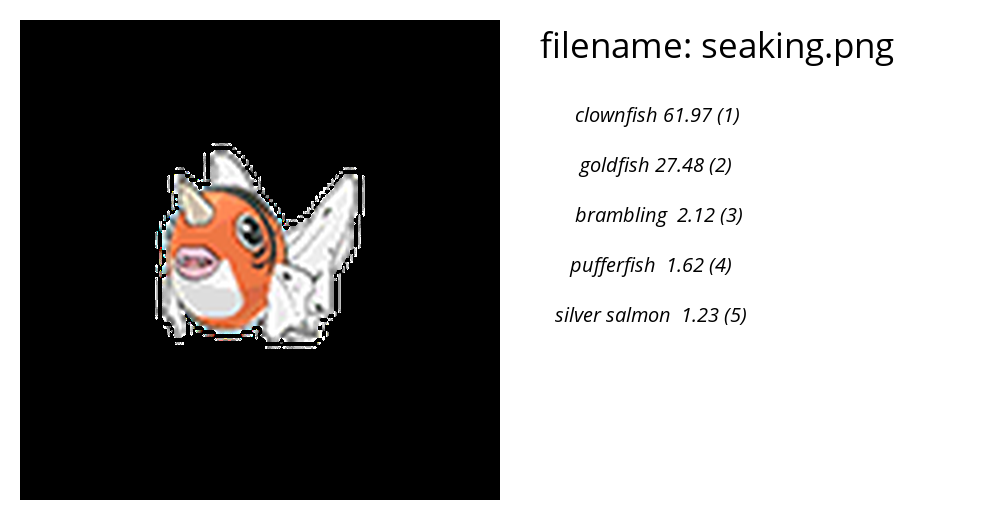 filename: seaking.png
clownfish 61.97 (1)
goldfish 27.48 (2)
brambling  2.12 (3)
pufferfish  1.62 (4)
silver salmon  1.23 (5)